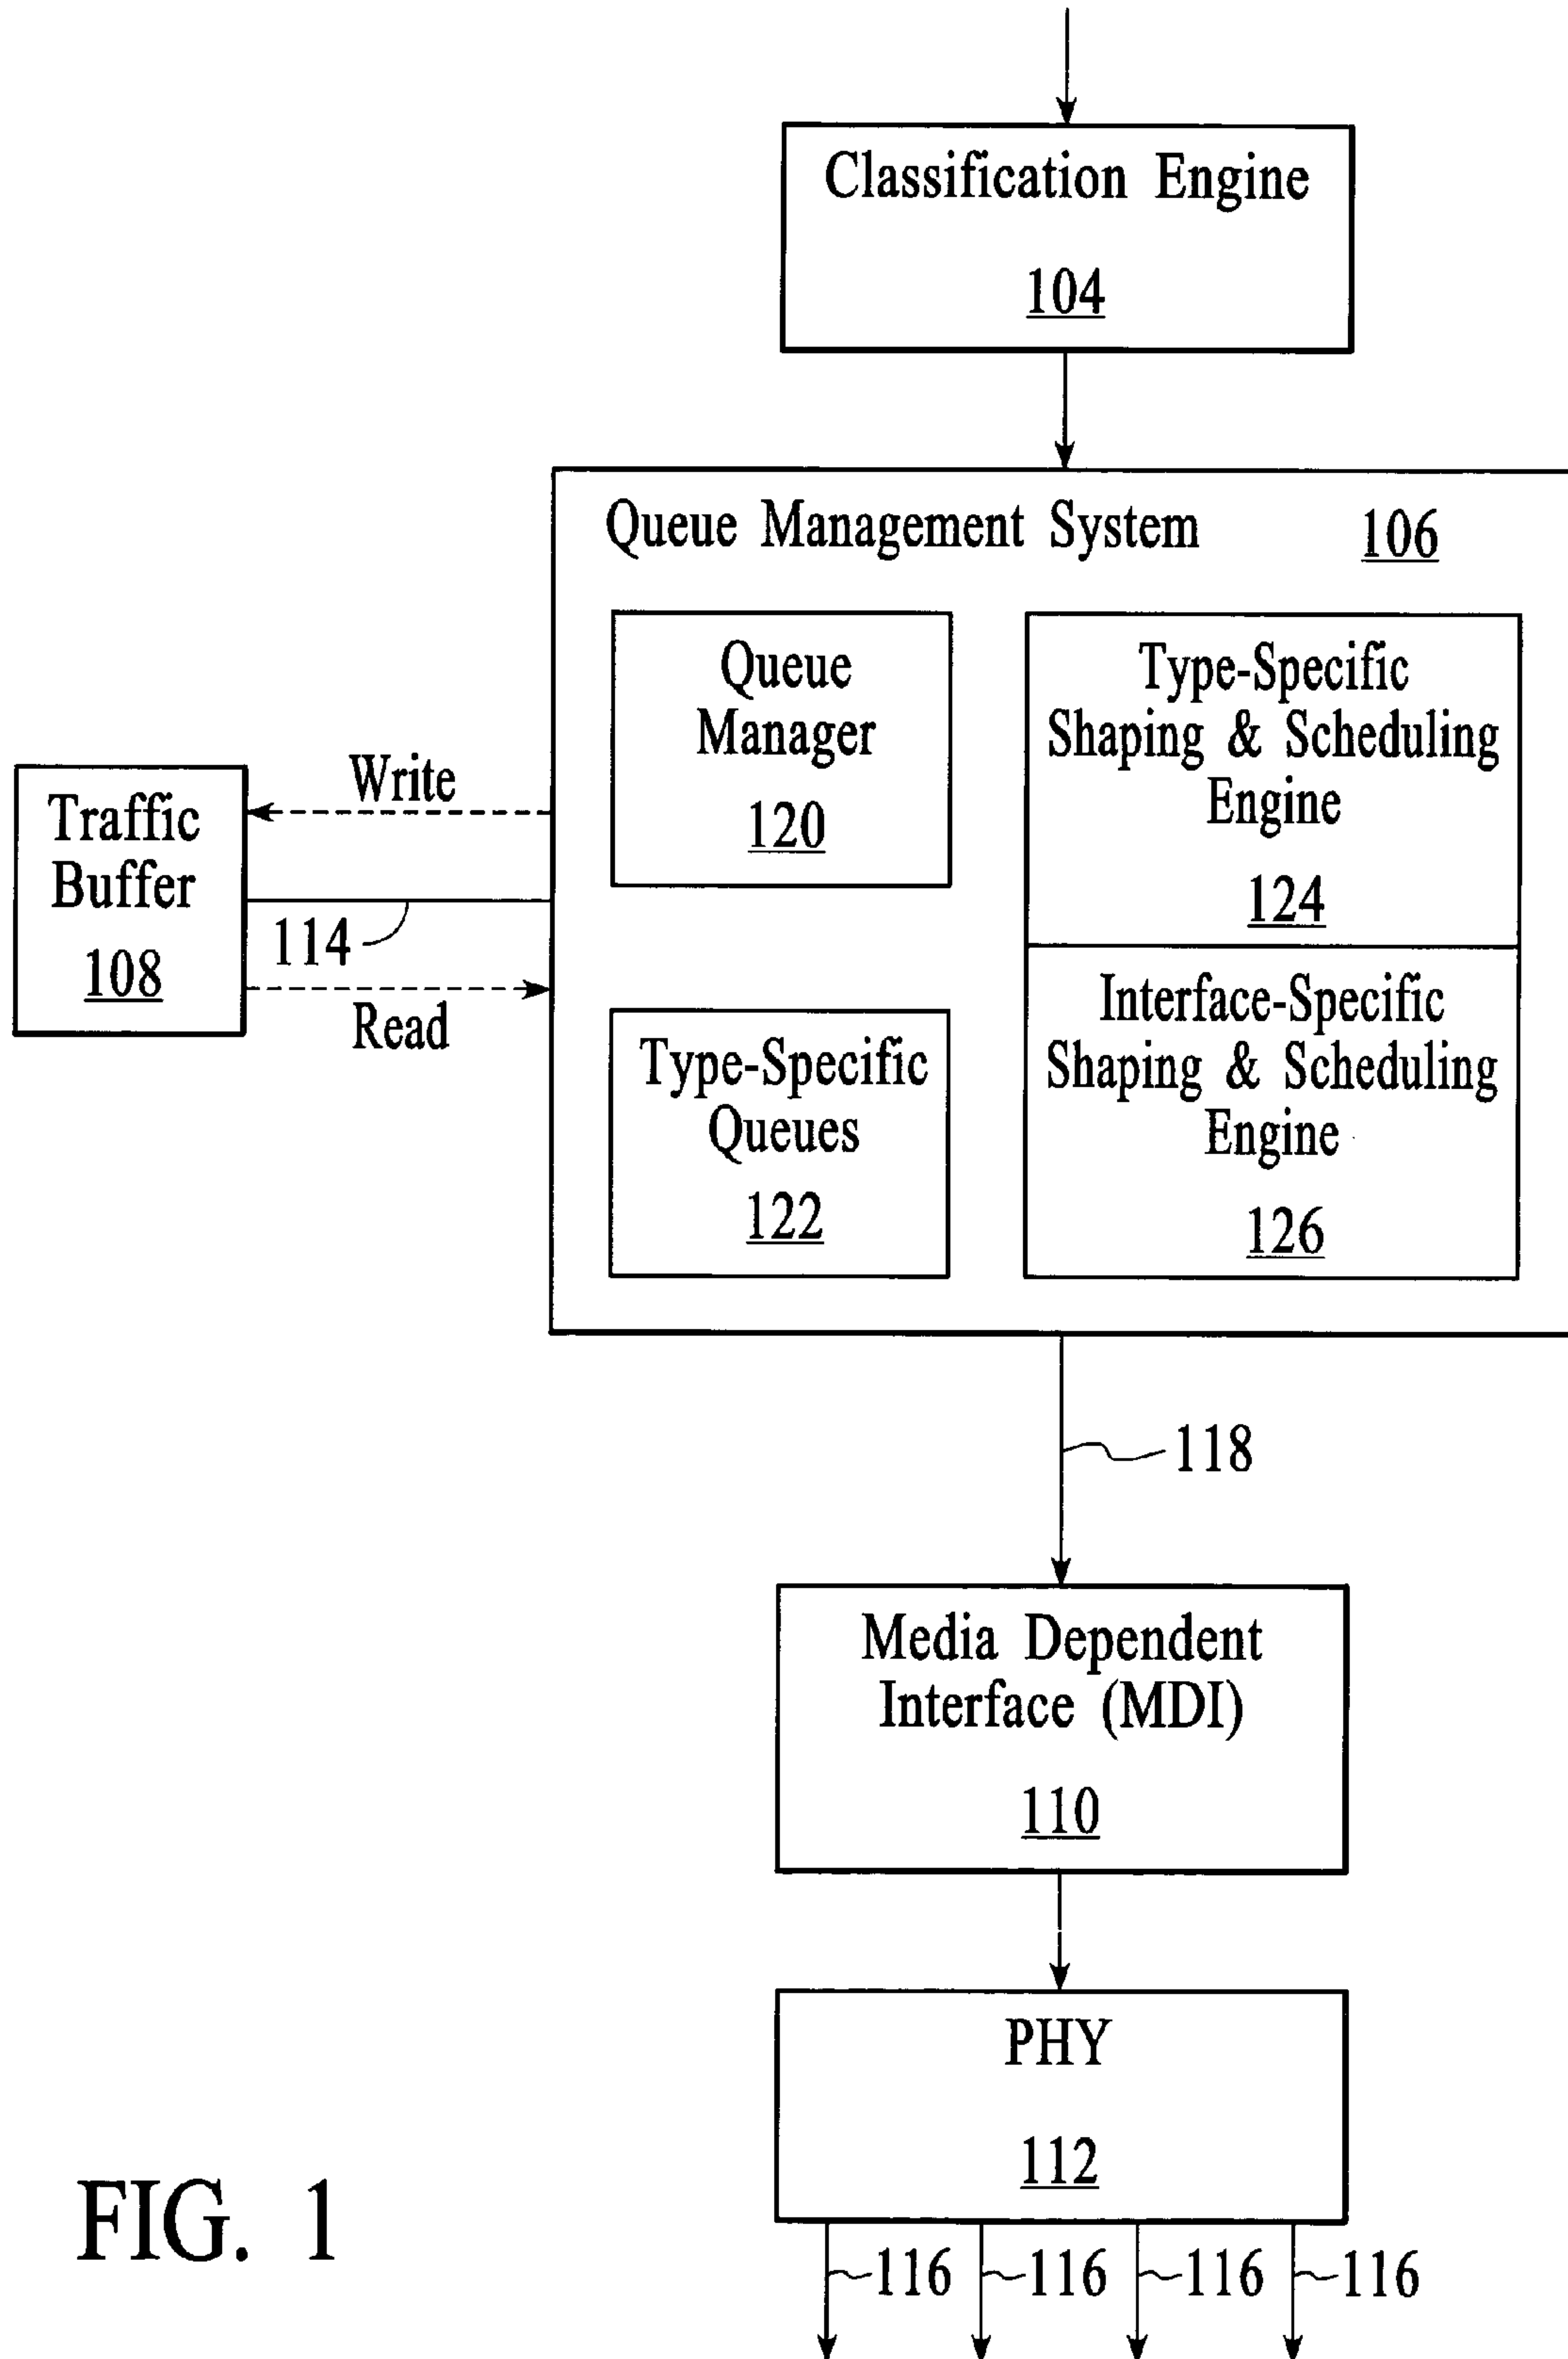 Classification Engine
104
Queue Management System 106
Queue
Manager
120
Type-Specific
Shaping & Scheduling
Engine
124
Write
Traffic
Buffer
108
114
Read
Type-Specific
Queues
122
Interface-Specific
Shaping & Scheduling
Engine
126
118
Media Dependent
Interface (MDI)
110
PHY
112
116 116 116 116
FIG. 1